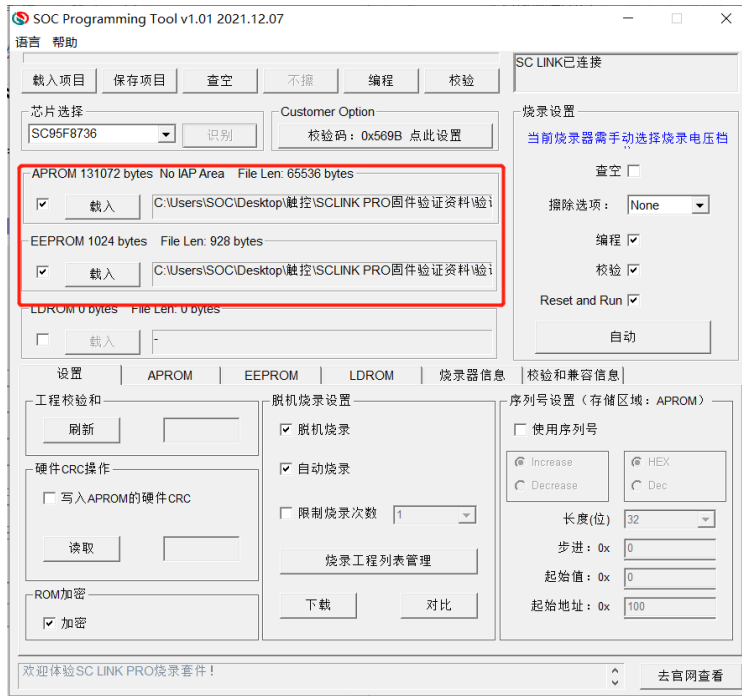 SOC Programming Tool v1.01 2021.12.07
语言 帮助
载入项目 保存项目 查空 不擦 编程 校验
SC LINK已连接
芯片选择
SC95F8736 识别
Customer Option
校验码：0x569B 点此设置
烧录设置
当前烧录器需手动选择烧录电压档
查空
擦除选项： None
编程
校验
Reset and Run
自动
APROM 131072 bytes No IAP Area File Len: 65536 bytes
载入 C:\Users\SOC\Desktop\触控\SCLINK PRO固件验证资料\验
EEPROM 1024 bytes File Len: 928 bytes
载入 C:\Users\SOC\Desktop\触控\SCLINK PRO固件验证资料\验
LDROM 0 bytes File Len: 0 bytes
载入 -
设置 APROM EEPROM LDROM 烧录器信息 校验和兼容信息
工程校验和
刷新
硬件CRC操作
写入APROM的硬件CRC
读取
ROM加密
加密
脱机烧录设置
脱机烧录
自动烧录
限制烧录次数 1
烧录工程列表管理
下载 对比
序列号设置（存储区域：APROM）
使用序列号
Increase HEX
Decrease Dec
长度(位) 32
步进：0x 0
起始值：0x 0
起始地址：0x 100
欢迎体验SC LINK PRO烧录套件！
去官网查看